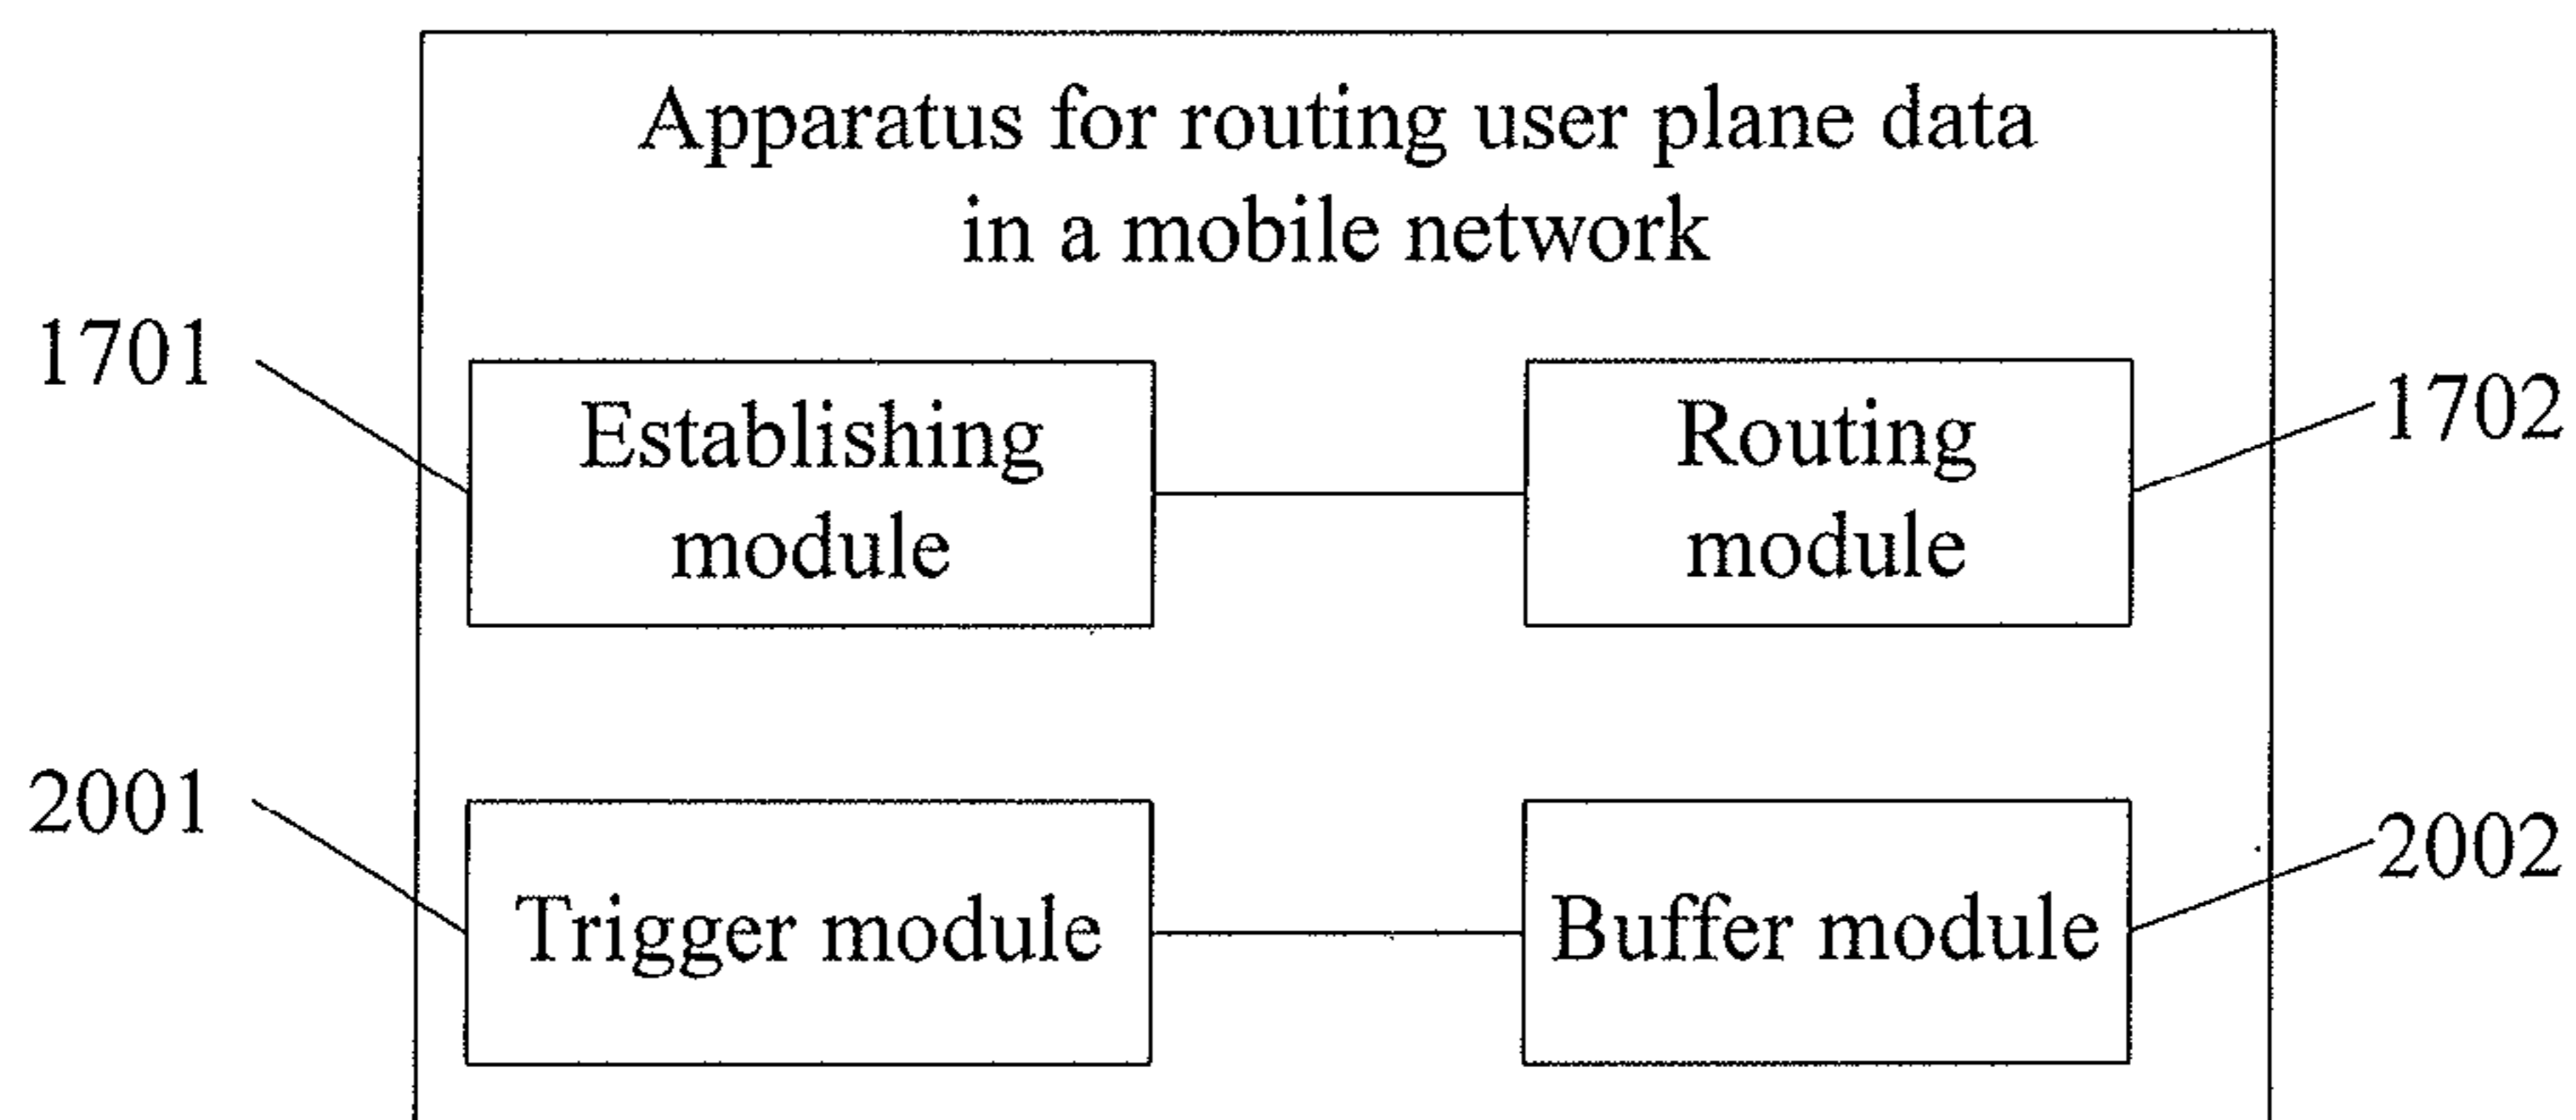 Apparatus for routing user plane data
in a mobile network
1701
Establishing
module
Routing
module
1702
2001
Trigger module
Buffer module
2002